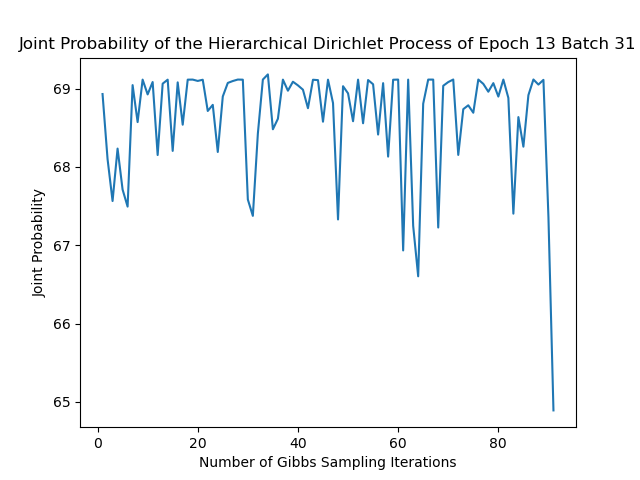 Joint Probability of the Hierarchical Dirichlet Process of Epoch 13 Batch 31
69
68
67
66
65
Joint Probability
0 20 40 60 80
Number of Gibbs Sampling Iterations